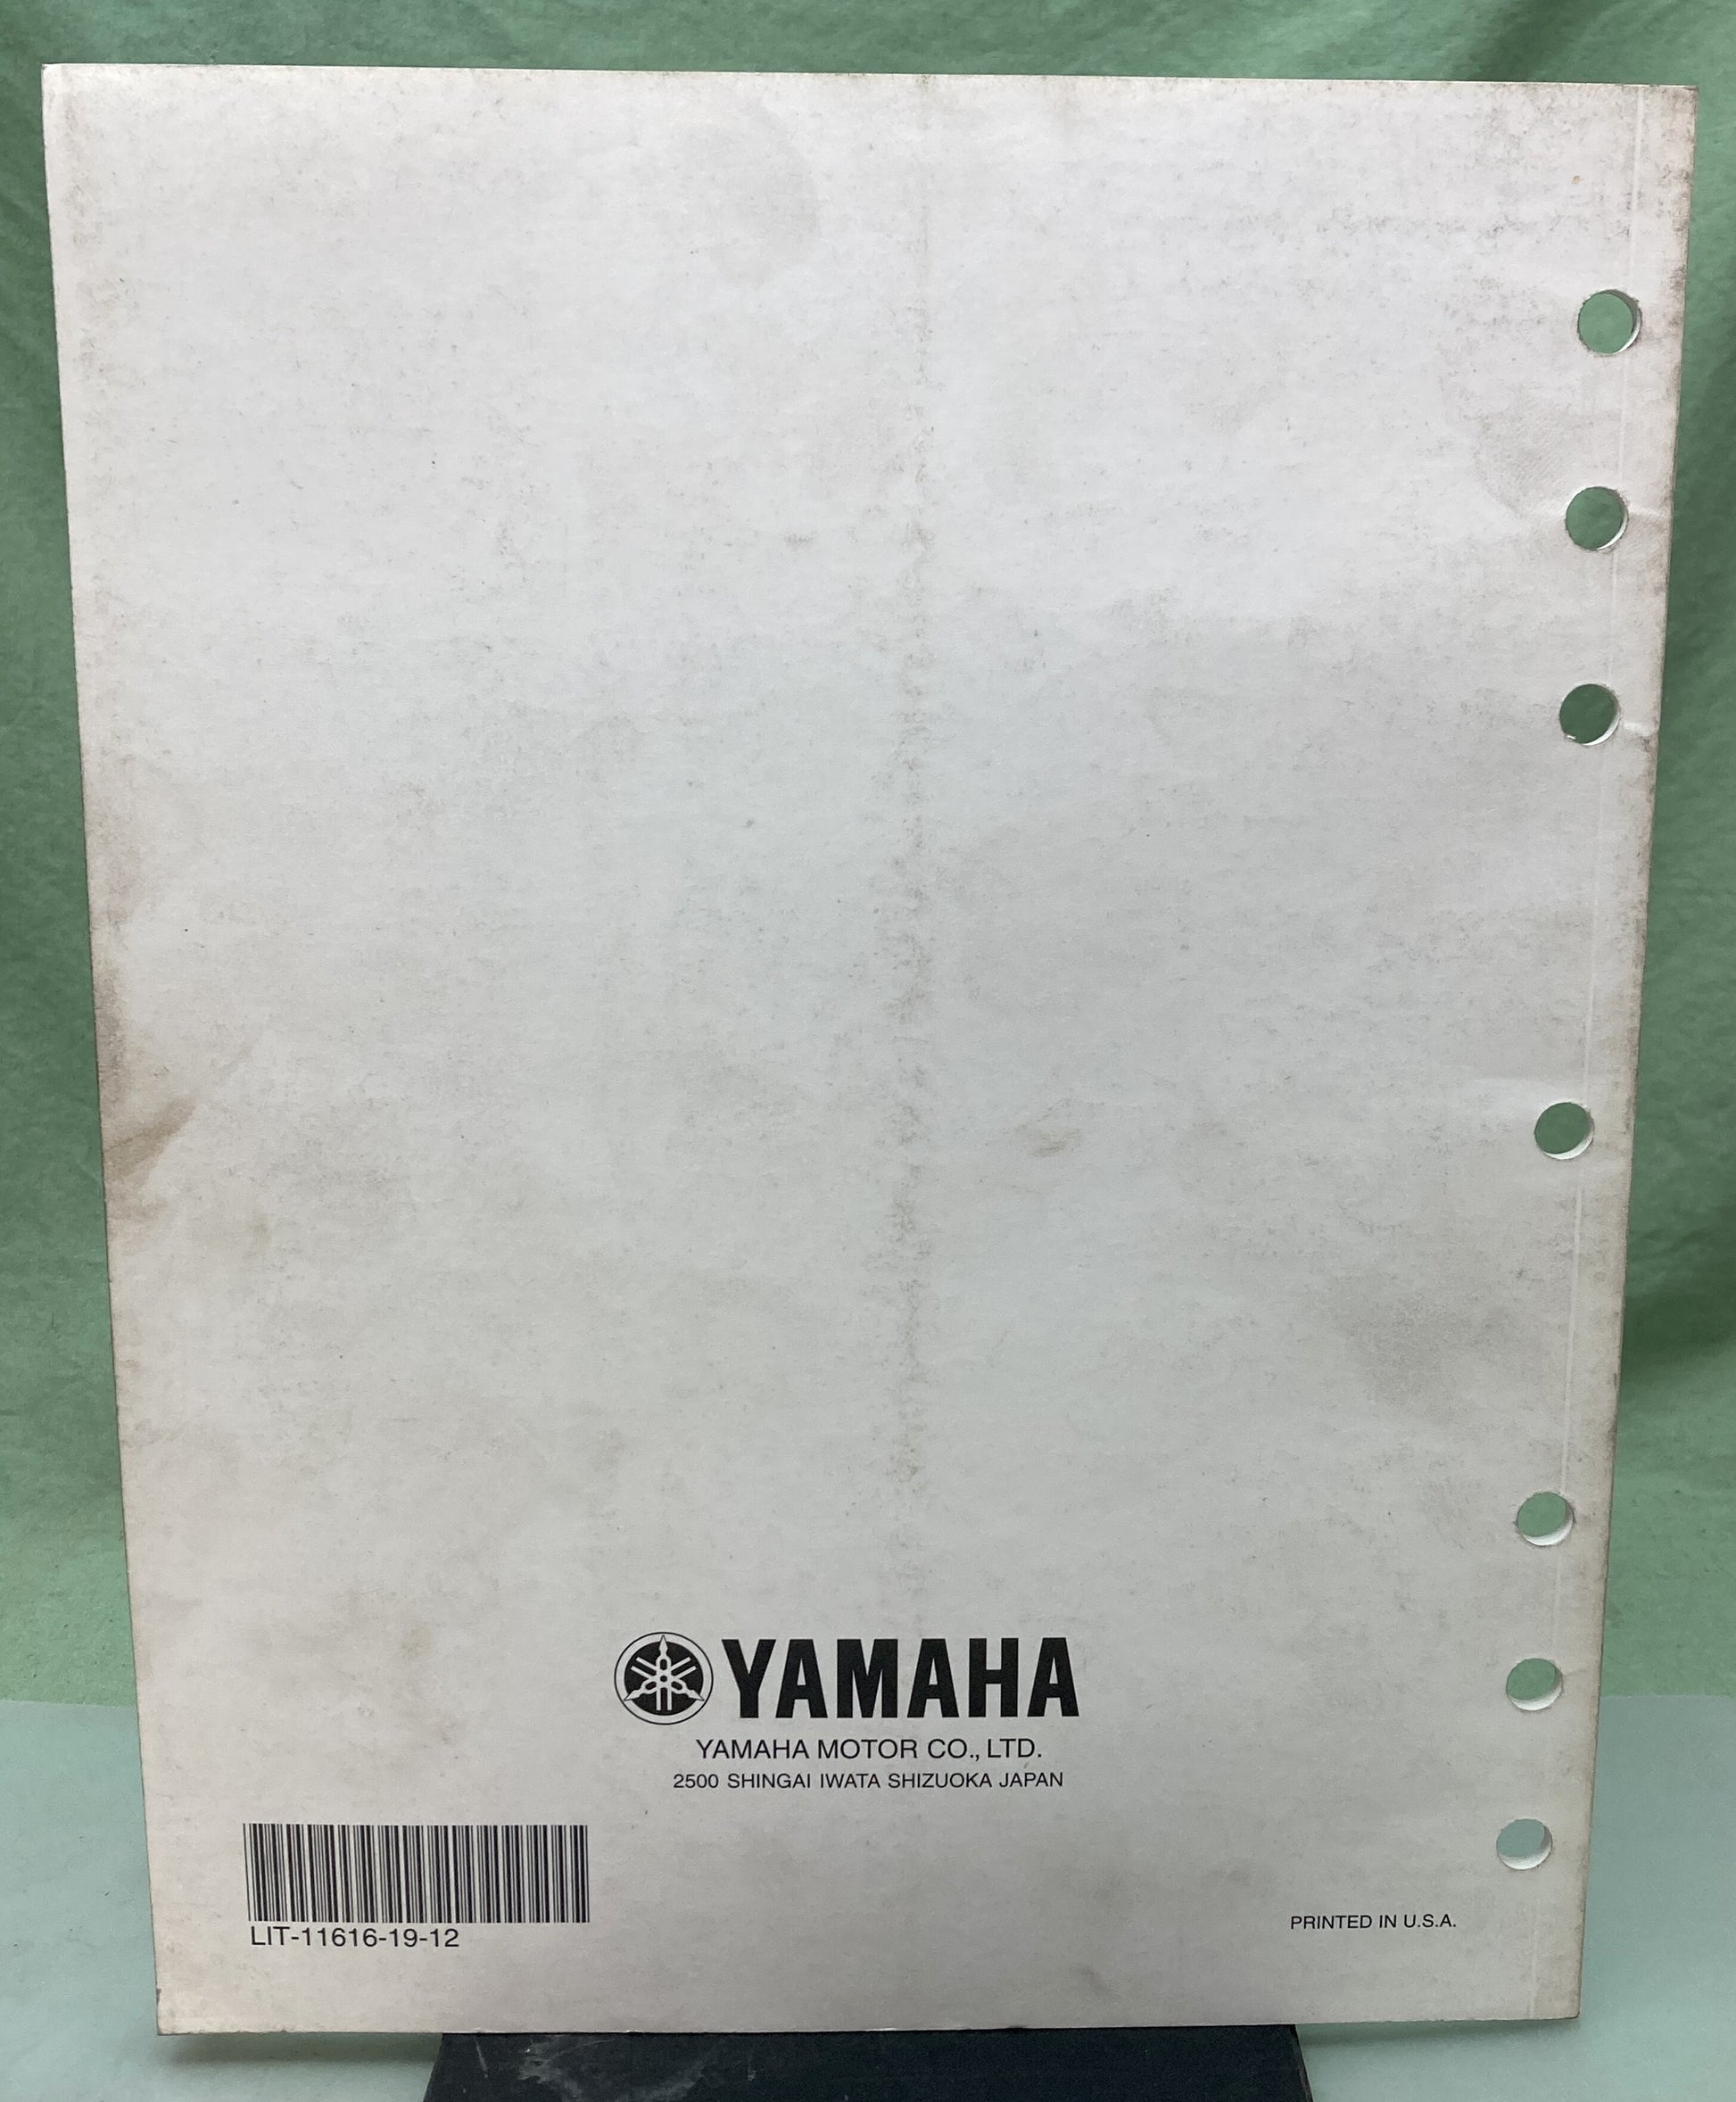 YAMAHA
YAMAHA MOTOR CO., LTD.
2500 SHINGAI IWATA SHIZUOKA JAPAN
LIT-11616-19-12
PRINTED IN U.S.A.